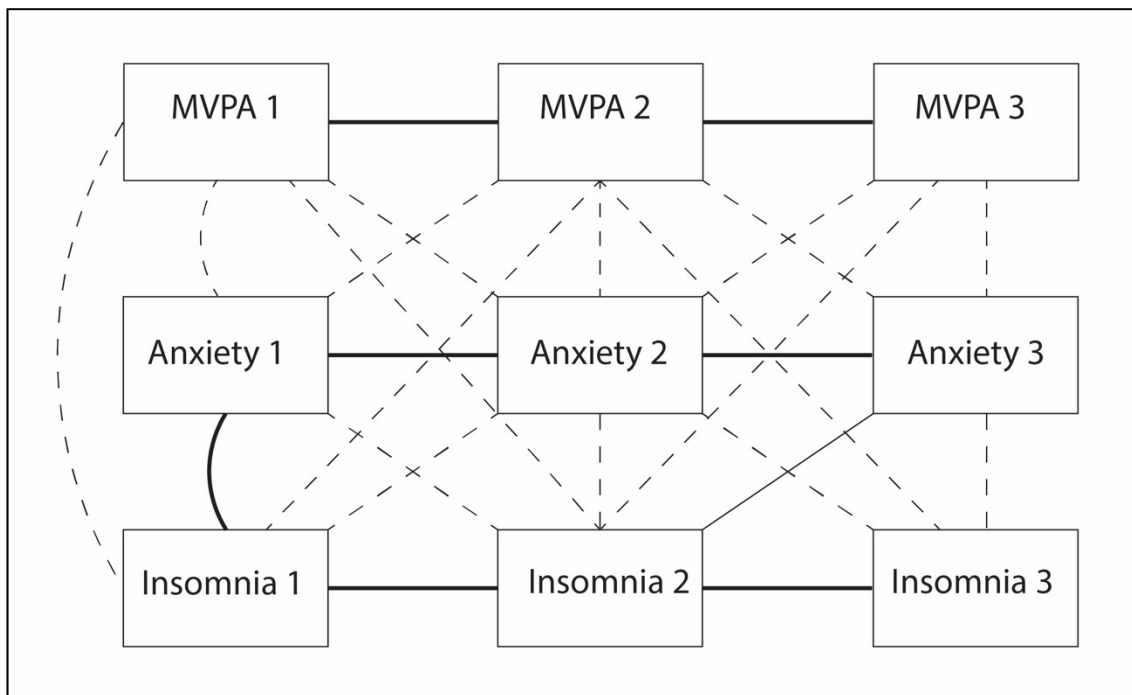 MVPA 1
MVPA 2
MVPA 3
Anxiety 1
Anxiety 2
Anxiety 3
Insomnia 1
Insomnia 2
Insomnia 3